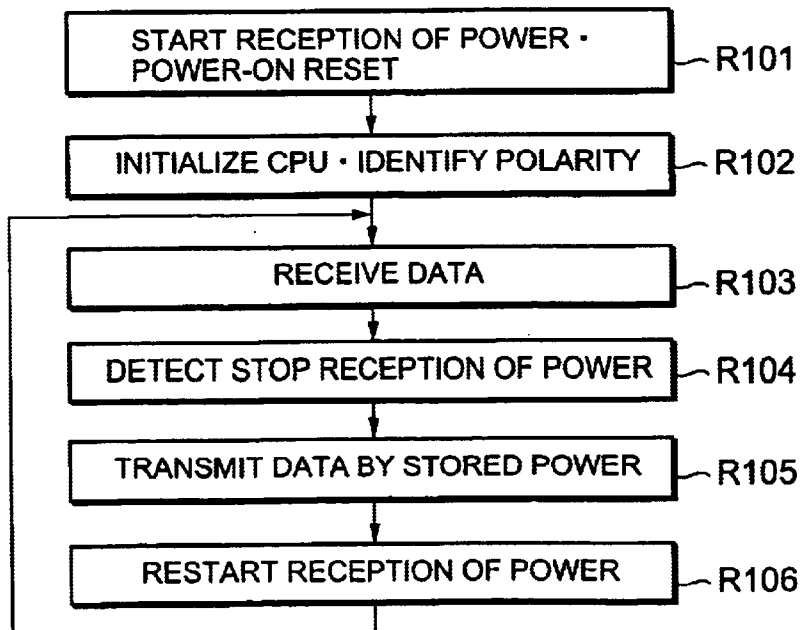 START RECEPTION OF POWER・
POWER-ON RESET
R101
INITIALIZE CPU・IDENTIFY POLARITY
R102
RECEIVE DATA
R103
DETECT STOP RECEPTION OF POWER
R104
TRANSMIT DATA BY STORED POWER
R105
RESTART RECEPTION OF POWER
R106